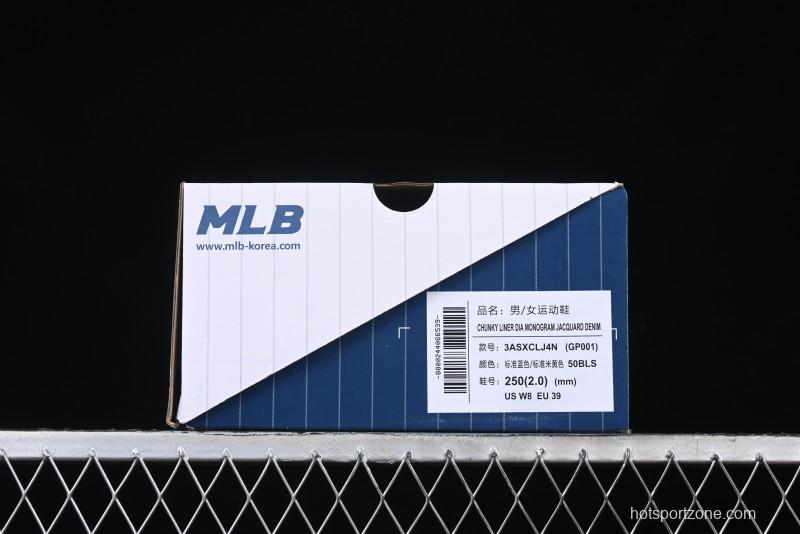 MLB
www.mlb-korea.com
品名：男/女运动鞋
CHUNKY LINER DIA MONOGRAM JACQUARD DENIM
款号：3ASXCLJ4N (GP001)
颜色：标准蓝色/标准米黄色 50BLS
鞋号：250(2.0) (mm)
US W8 EU 39
hotsportzone.com